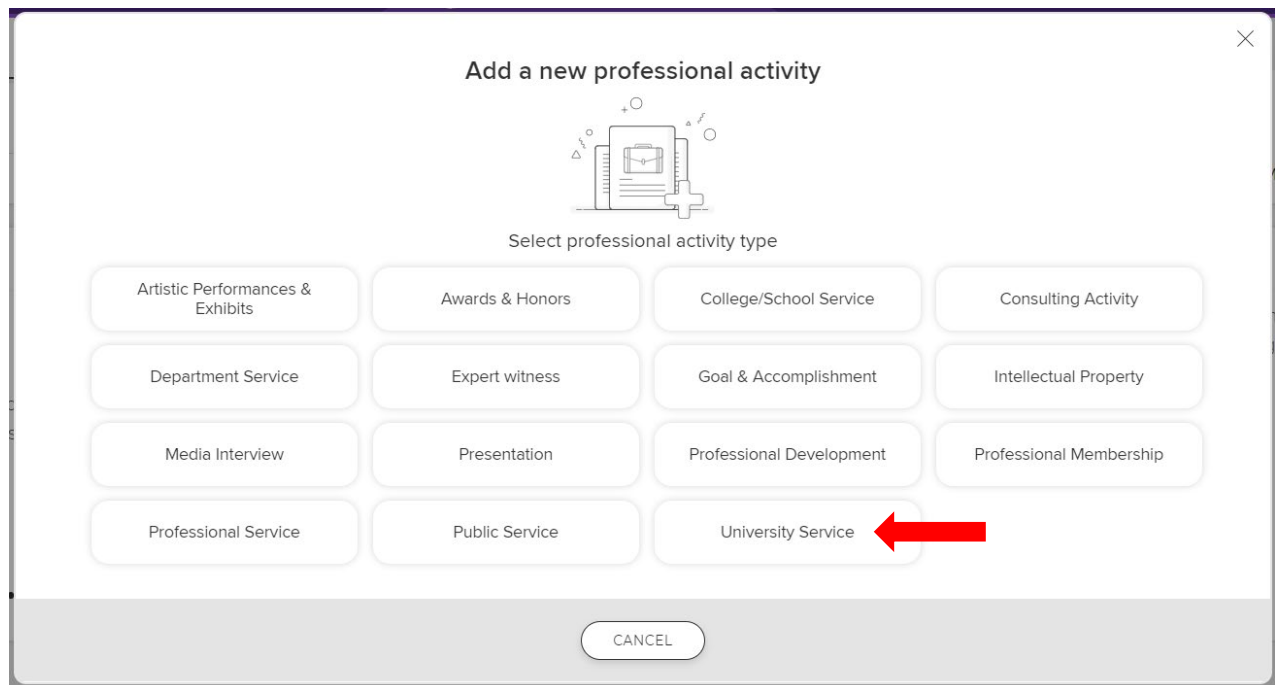 Add a new professional activity
Select professional activity type
Artistic Performances &
Exhibits
Awards & Honors
College/School Service
Consulting Activity
Department Service
Expert witness
Goal & Accomplishment
Intellectual Property
Media Interview
Presentation
Professional Development
Professional Membership
Professional Service
Public Service
University Service
CANCEL